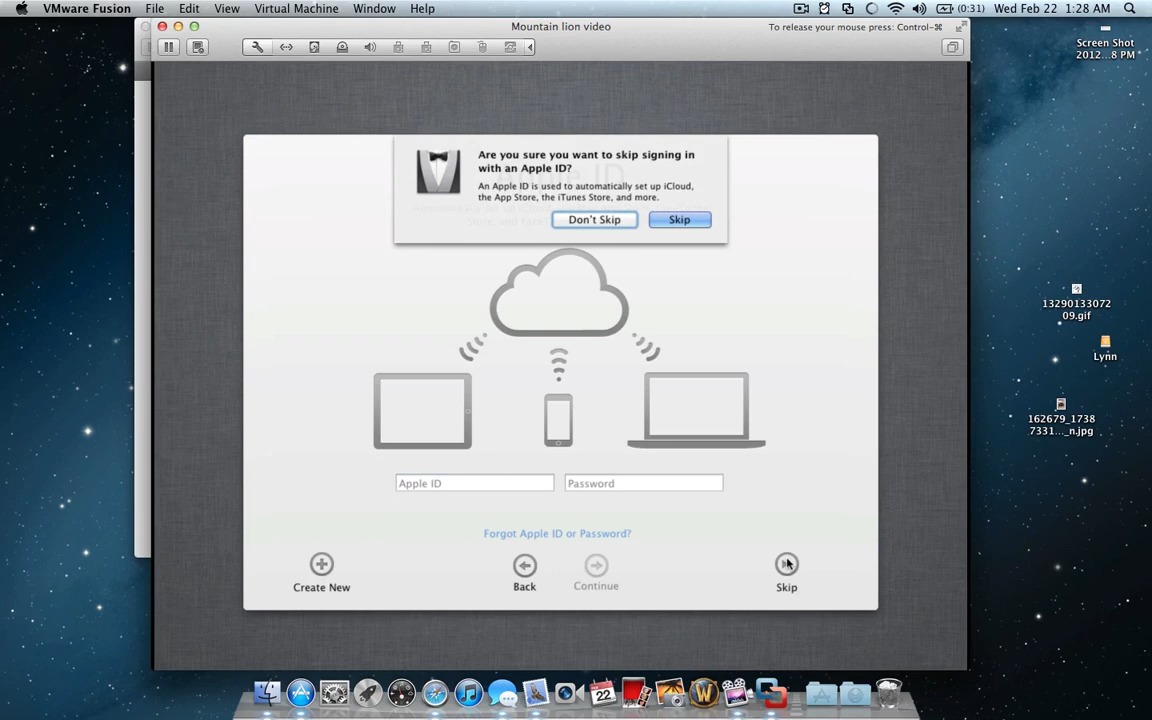 VMware Fusion File Edit View Virtual Machine Window Help (0:31) Wed Feb 22 1:28 AM
Mountain lion video
To release your mouse press: Control-⌘
Screen Shot
2012...8 PM
Are you sure you want to skip signing in
with an Apple ID?
An Apple ID is used to automatically set up iCloud,
the App Store, the iTunes Store, and more.
Don't Skip Skip
13290133072
09.gif
Lynn
162679_1738
7331..._n.jpg
Apple ID Password
Forgot Apple ID or Password?
Create New Back Continue Skip
22